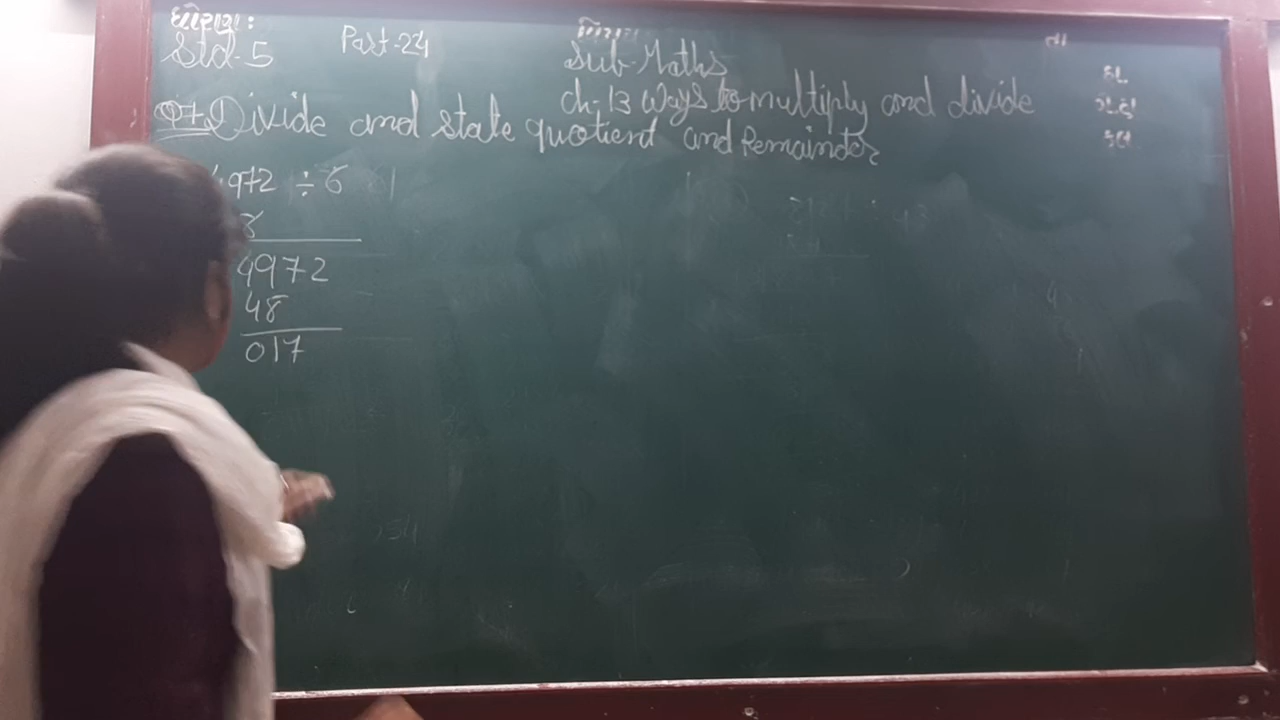 Std-5 Part-24 Sub-Maths
Ch-13 Ways to multiply and divide
Q7. Divide and state quotient and Remainder
4972 ÷ 6
8
4972
48
017